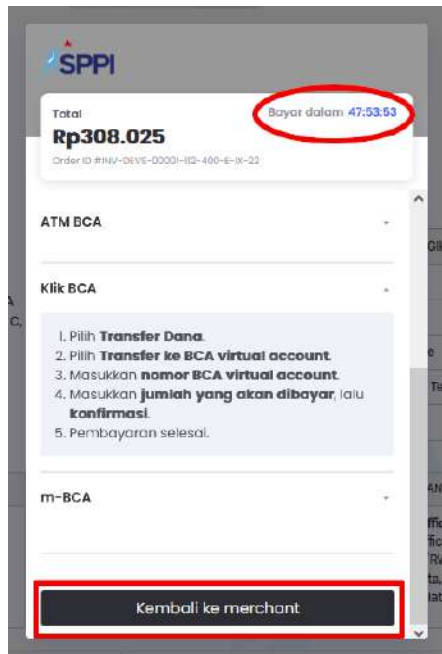 SPPI
Total
Bayar dalam 47:53:53
Rp308.025
ATM BCA
Klik BCA
1. Pilih Transfer Dana.
2. Pilih Transfer ke BCA virtual account.
3. Masukkan nomor BCA virtual account.
4. Masukkan jumlah yang akan dibayar, lalu
konfirmasi.
5. Pembayaran selesai.
m-BCA
Kembali ke merchant